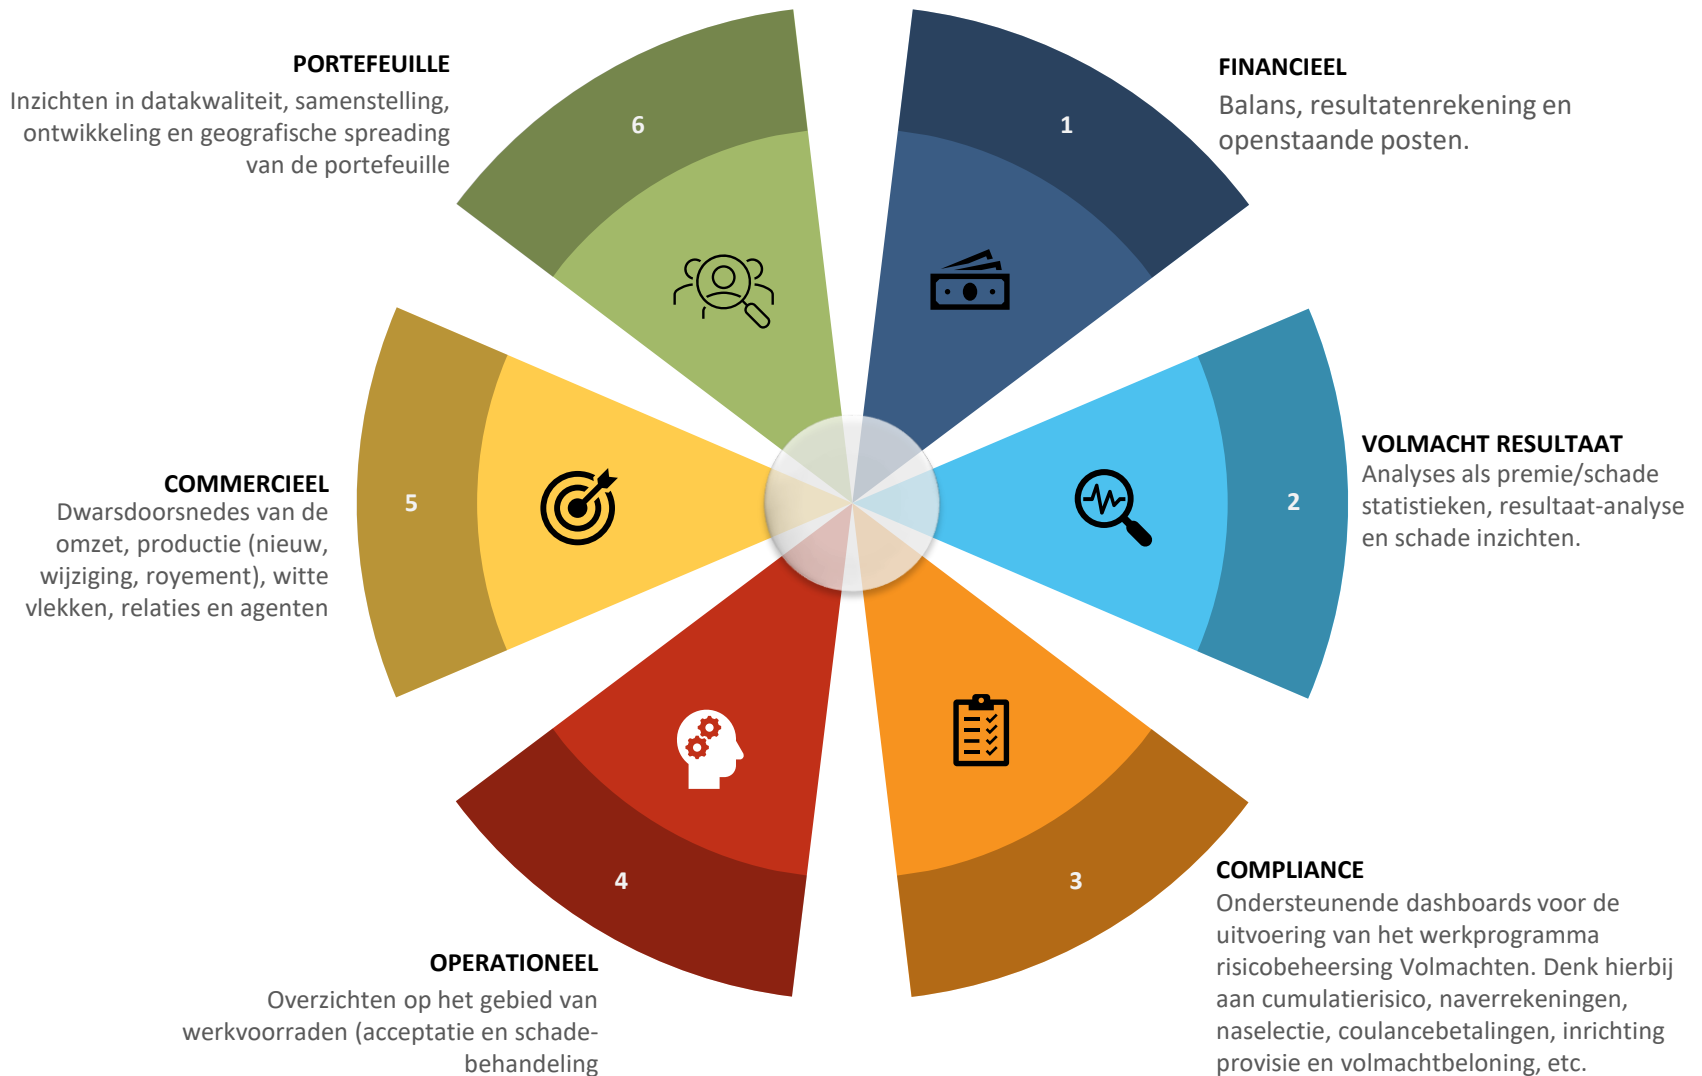 PORTEFEUILLE
Inzichten in datakwaliteit, samenstelling,
ontwikkeling en geografische spreading
van de portefeuille
6
1
FINANCIEEL
Balans, resultatenrekening en
openstaande posten.
COMMERCIEEL
Dwarsdoorsnedes van de
omzet, productie (nieuw,
wijziging, royement), witte
vlekken, relaties en agenten
5
2
VOLMACHT RESULTAAT
Analyses als premie/schade
statistieken, resultaat-analyse
en schade inzichten.
OPERATIONEEL
Overzichten op het gebied van
werkvoorraden (acceptatie en schade-
behandeling
4
3
COMPLIANCE
Ondersteunende dashboards voor de
uitvoering van het werkprogramma
risicobeheersing Volmachten. Denk hierbij
aan cumulatierisico, naverrekeningen,
naselectie, coulancebetalingen, inrichting
provisie en volmachtbeloning, etc.